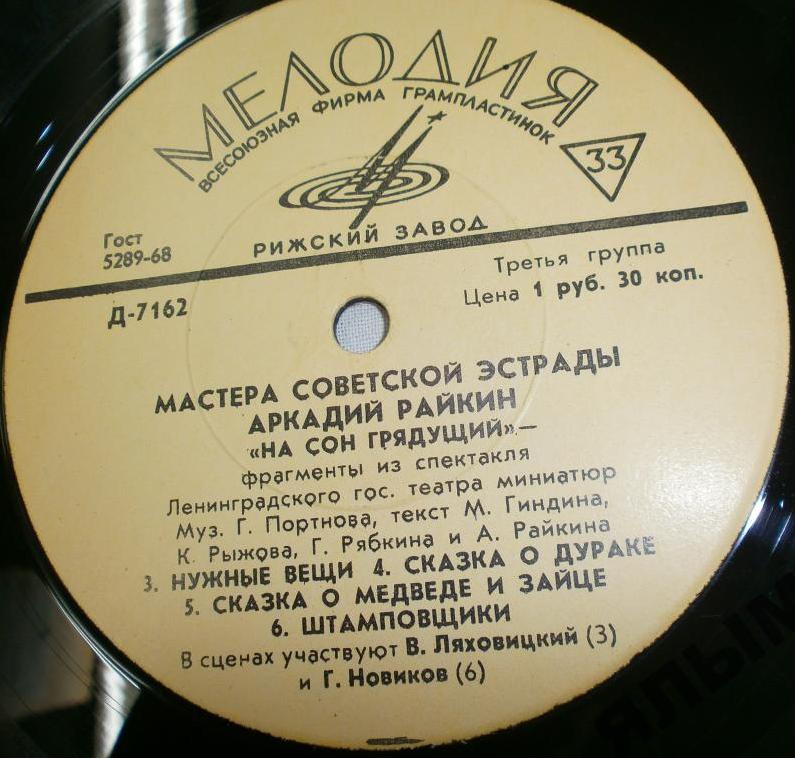 МЕЛОДИЯ
ВСЕСОЮЗНАЯ ФИРМА ГРАМПЛАСТИНОК
33
РИЖСКИЙ ЗАВОД
Гост
5289-68
Третья группа
Цена 1 руб. 30 коп.
Д-7162
МАСТЕРА СОВЕТСКОЙ ЭСТРАДЫ
АРКАДИЙ РАЙКИН
«НА СОН ГРЯДУЩИЙ»—
фрагменты из спектакля
Ленинградского гос. театра миниатюр
Муз. Г. Портнова, текст М. Гиндина,
К. Рыжова, Г. Рябкина и А. Райкина
3. НУЖНЫЕ ВЕЩИ 4. СКАЗКА О ДУРАКЕ
5. СКАЗКА О МЕДВЕДЕ И ЗАЙЦЕ
6. ШТАМПОВЩИКИ
В сценах участвуют В. Ляховицкий (3)
и Г. Новиков (6)